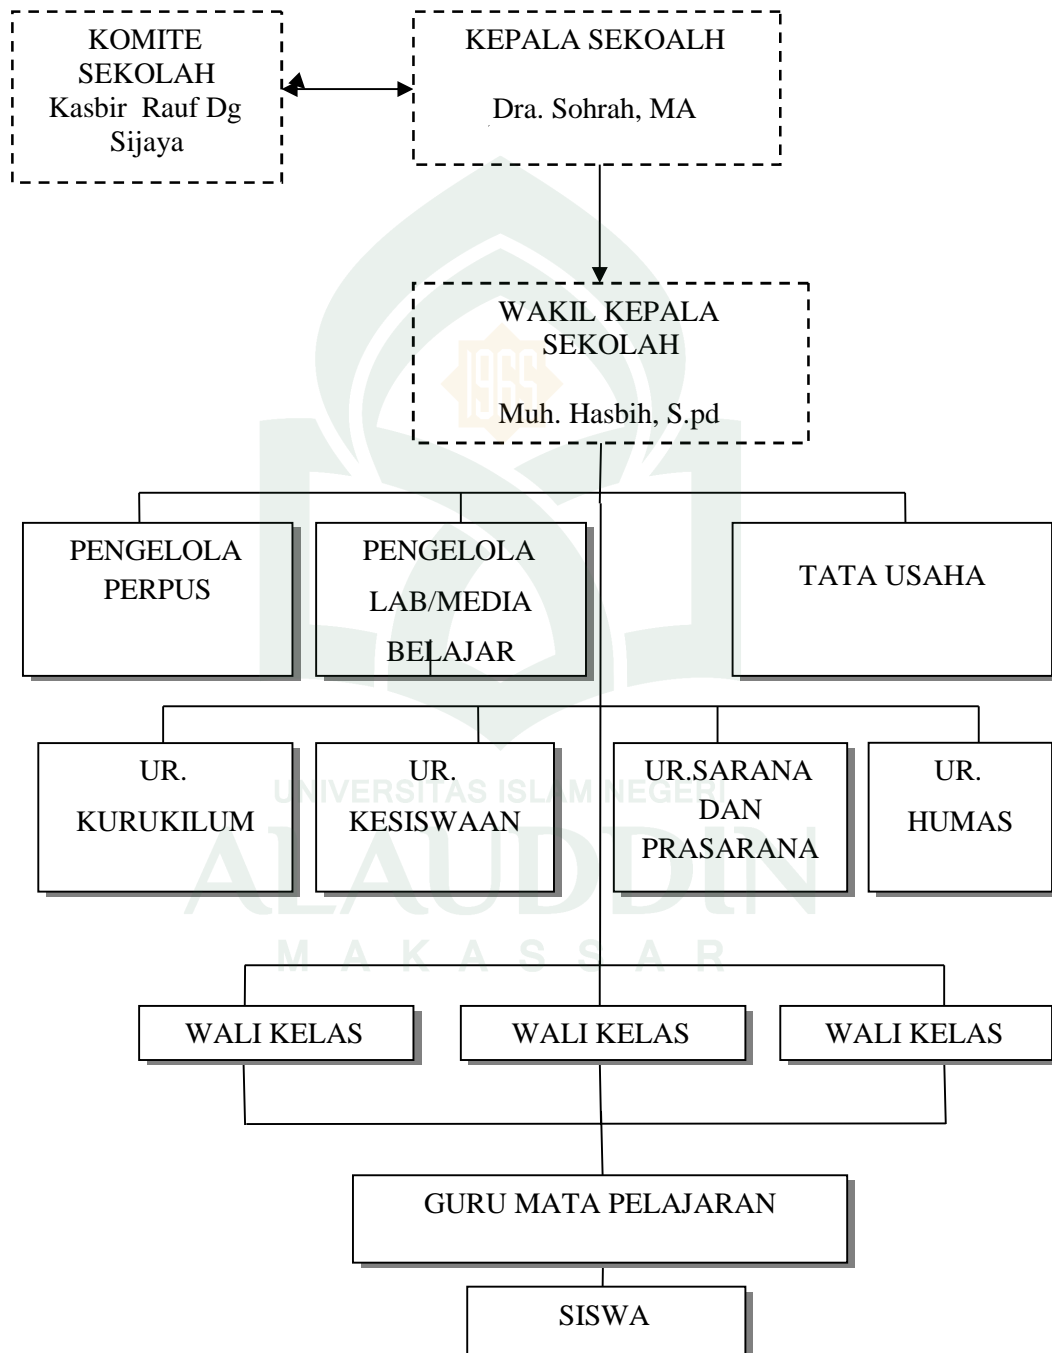 KOMITE
SEKOLAH
Kasbir Rauf Dg
Sijaya
KEPALA SEKOALH
Dra. Sohrah, MA
WAKIL KEPALA
SEKOLAH
Muh. Hasbih, S.pd
1965
PENGELOLA
PERPUS
PENGELOLA
LAB/MEDIA
BELAJAR
TATA USAHA
UR.
KURUKILUM
UR.
KESISWAAN
UR.SARANA
DAN
PRASARANA
UR.
HUMAS
UNIVERSITAS ISLAM NEGERI
ALAUDDIN
MAKASSAR
WALI KELAS
WALI KELAS
WALI KELAS
GURU MATA PELAJARAN
SISWA